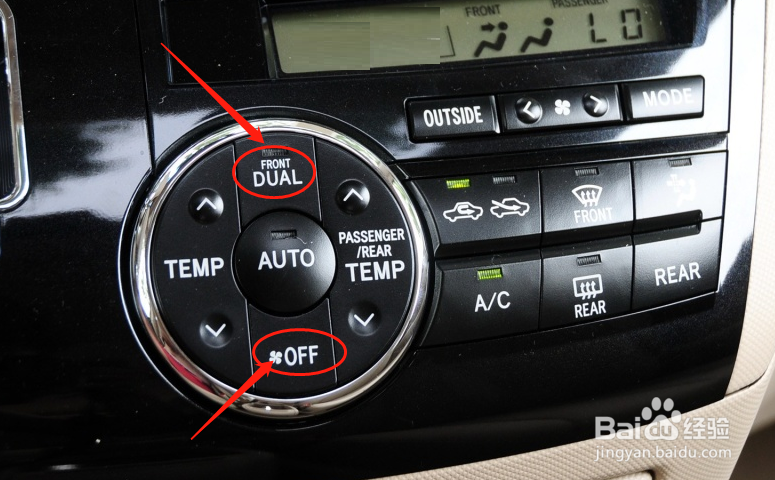 FRONT
PASSENGER
LO
OUTSIDE
MODE
FRONT
DUAL
FRONT
AUTO
PASSENGER
/REAR
TEMP
TEMP
A/C
REAR
REAR
OFF
Baidu经验
jingyan.baidu.com